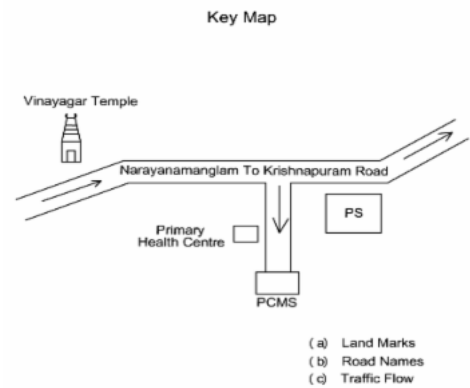 Key Map
Vinayagar Temple
Narayanamanglam To Krishnapuram Road
PS
Primary
Health Centre
PCMS
(a) Land Marks
(b) Road Names
(c) Traffic Flow